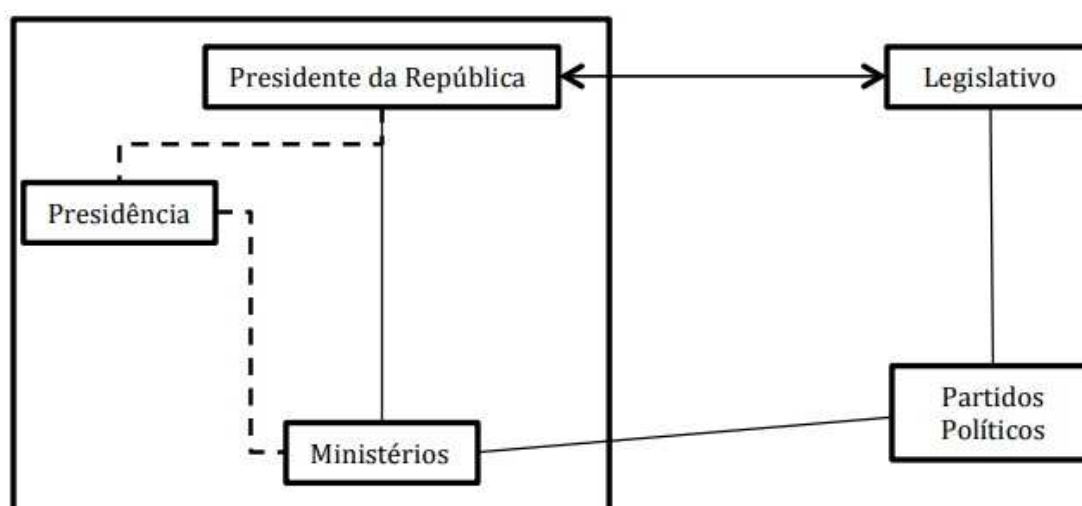 Presidente da República
Legislativo
Presidência
Ministérios
Partidos
Políticos